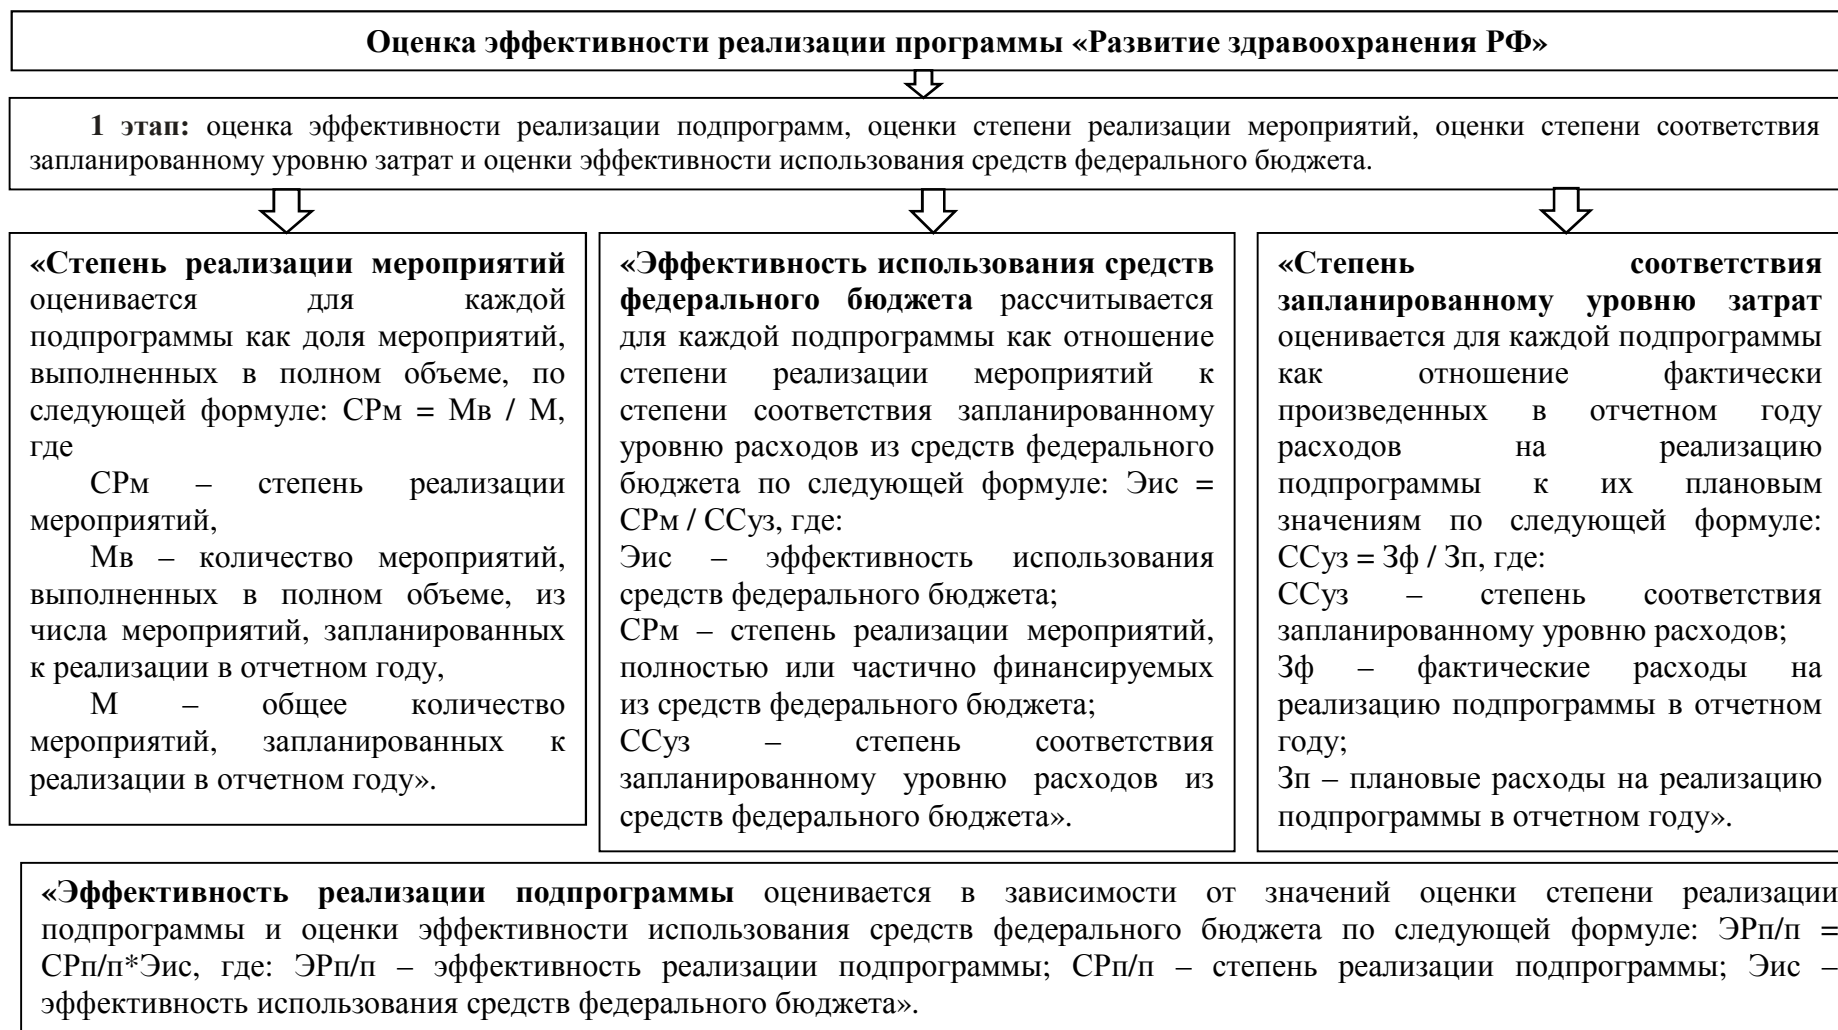 Оценка эффективности реализации программы «Развитие здравоохранения РФ»
1 этап: оценка эффективности реализации подпрограмм, оценки степени реализации мероприятий, оценки степени соответствия
запланированному уровню затрат и оценки эффективности использования средств федерального бюджета.
«Степень реализации мероприятий
оценивается для каждой
подпрограммы как доля мероприятий,
выполненных в полном объеме, по
следующей формуле: СРм = Мв / М,
где
СРм – степень реализации
мероприятий,
Мв – количество мероприятий,
выполненных в полном объеме, из
числа мероприятий, запланированных
к реализации в отчетном году,
М – общее количество
мероприятий, запланированных к
реализации в отчетном году».
«Эффективность использования средств
федерального бюджета рассчитывается
для каждой подпрограммы как отношение
степени реализации мероприятий к
степени соответствия запланированному
уровню расходов из средств федерального
бюджета по следующей формуле: Эис =
СРм / ССуз, где:
Эис – эффективность использования
средств федерального бюджета;
СРм – степень реализации мероприятий,
полностью или частично финансируемых
из средств федерального бюджета;
ССуз – степень соответствия
запланированному уровню расходов из
средств федерального бюджета».
«Степень соответствия
запланированному уровню затрат
оценивается для каждой подпрограммы
как отношение фактически
произведенных в отчетном году
расходов на реализацию
подпрограммы к их плановым
значениям по следующей формуле:
ССуз = Зф / Зп, где:
ССуз – степень соответствия
запланированному уровню расходов;
Зф – фактические расходы на
реализацию подпрограммы в отчетном
году;
Зп – плановые расходы на реализацию
подпрограммы в отчетном году».
«Эффективность реализации подпрограммы оценивается в зависимости от значений оценки степени реализации
подпрограммы и оценки эффективности использования средств федерального бюджета по следующей формуле: ЭРп/п =
СРп/п*Эис, где: ЭРп/п – эффективность реализации подпрограммы; СРп/п – степень реализации подпрограммы; Эис –
эффективность использования средств федерального бюджета».